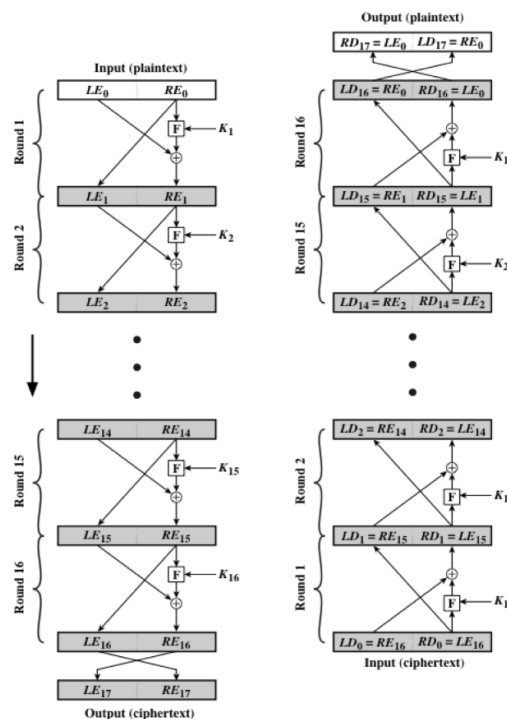 Input (plaintext)
LE0 RE0
Round 1
F
K1
LE1 RE1
Round 2
F
K2
LE2 RE2
LE14 RE14
Round 15
F
K15
LE15 RE15
Round 16
F
K16
LE16 RE16
LE17 RE17
Output (ciphertext)
Output (plaintext)
RD17 = LE0 LD17 = RE0
LD16 = RE0 RD16 = LE0
Round 16
F
K1
LD15 = RE1 RD15 = LE1
Round 15
F
K2
LD14 = RE2 RD14 = LE2
LD2 = RE14 RD2 = LE14
Round 2
F
K1
LD1 = RE15 RD1 = LE15
Round 1
F
K1
LD0 = RE16 RD0 = LE16
Input (ciphertext)